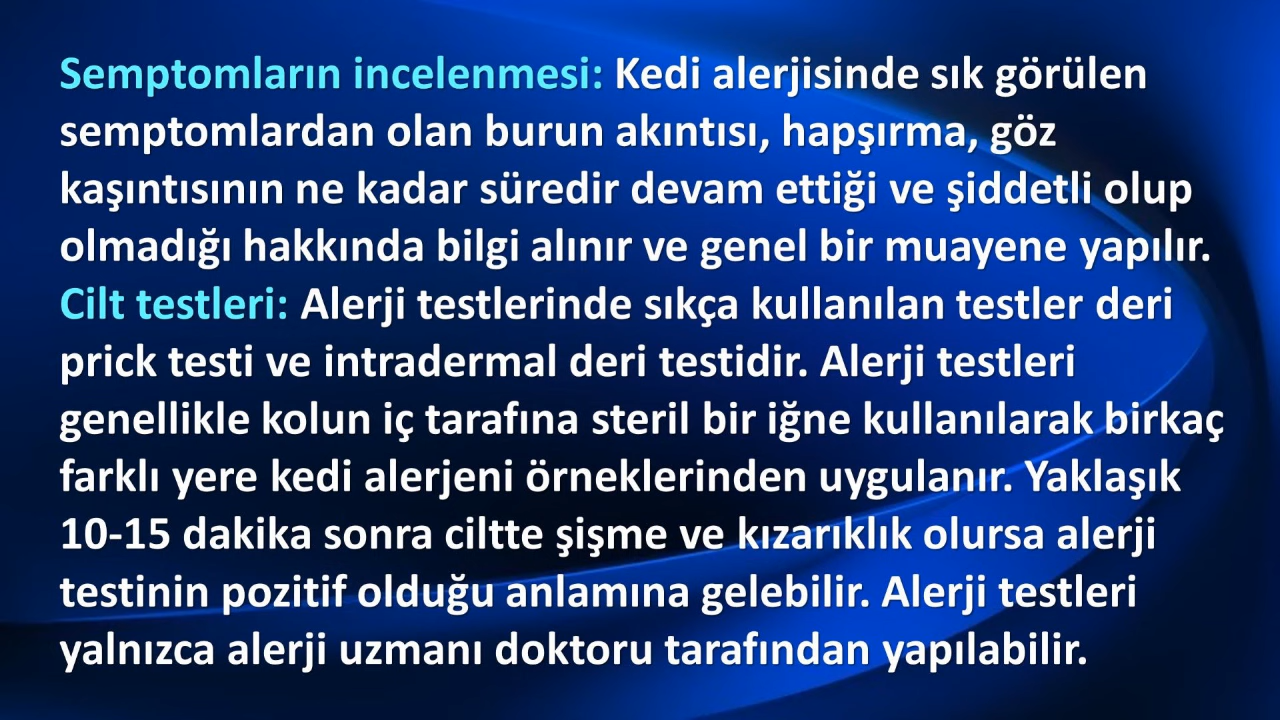 Semptomların incelenmesi: Kedi alerjisinde sık görülen
semptomlardan olan burun akıntısı, hapşırma, göz
kaşıntısının ne kadar süredir devam ettiği ve şiddetli olup
olmadığı hakkında bilgi alınır ve genel bir muayene yapılır.
Cilt testleri: Alerji testlerinde sıkça kullanılan testler deri
prick testi ve intradermal deri testidir. Alerji testleri
genellikle kolun iç tarafına steril bir iğne kullanılarak birkaç
farklı yere kedi alerjeni örneklerinden uygulanır. Yaklaşık
10-15 dakika sonra ciltte şişme ve kızarıklık olursa alerji
testinin pozitif olduğu anlamına gelebilir. Alerji testleri
yalnızca alerji uzmanı doktoru tarafından yapılabilir.